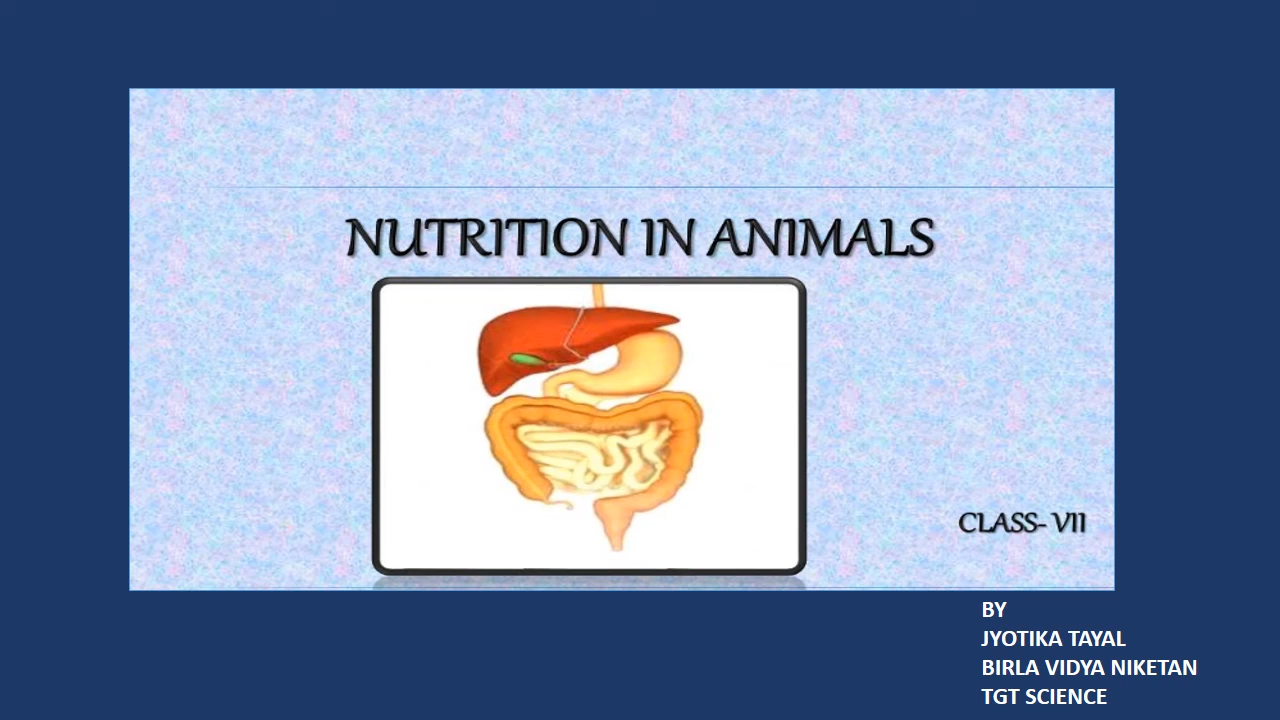 NUTRITION IN ANIMALS
CLASS- VII
BY
JYOTIKA TAYAL
BIRLA VIDYA NIKETAN
TGT SCIENCE